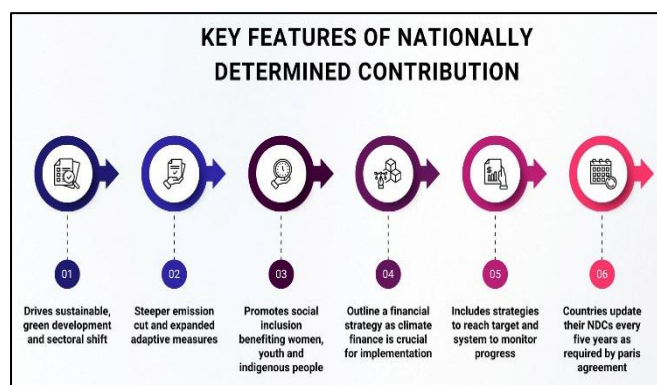 KEY FEATURES OF NATIONALLY
DETERMINED CONTRIBUTION
01
Drives sustainable,
green development
and sectoral shift
02
Steeper emission
cut and expanded
adaptive measures
03
Promotes social
inclusion
benefiting women,
youth and
indigenous people
04
Outline a financial
strategy as climate
finance is crucial
for implementation
05
Includes strategies
to reach target and
system to monitor
progress
06
Countries update
their NDCs every
five years as
required by paris
agreement